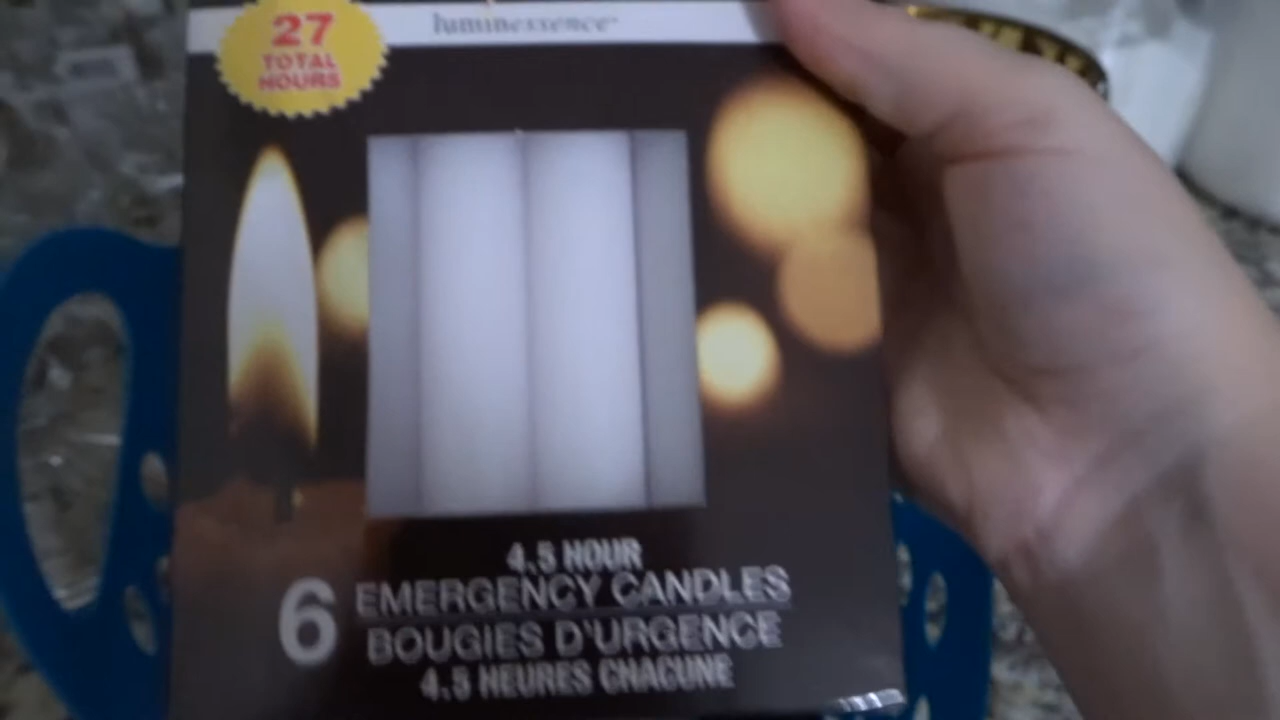 27
TOTAL
HOURS
luminessence
4.5 HOUR
6 EMERGENCY CANDLES
BOUGIES D'URGENCE
4.5 HEURES CHACUNE